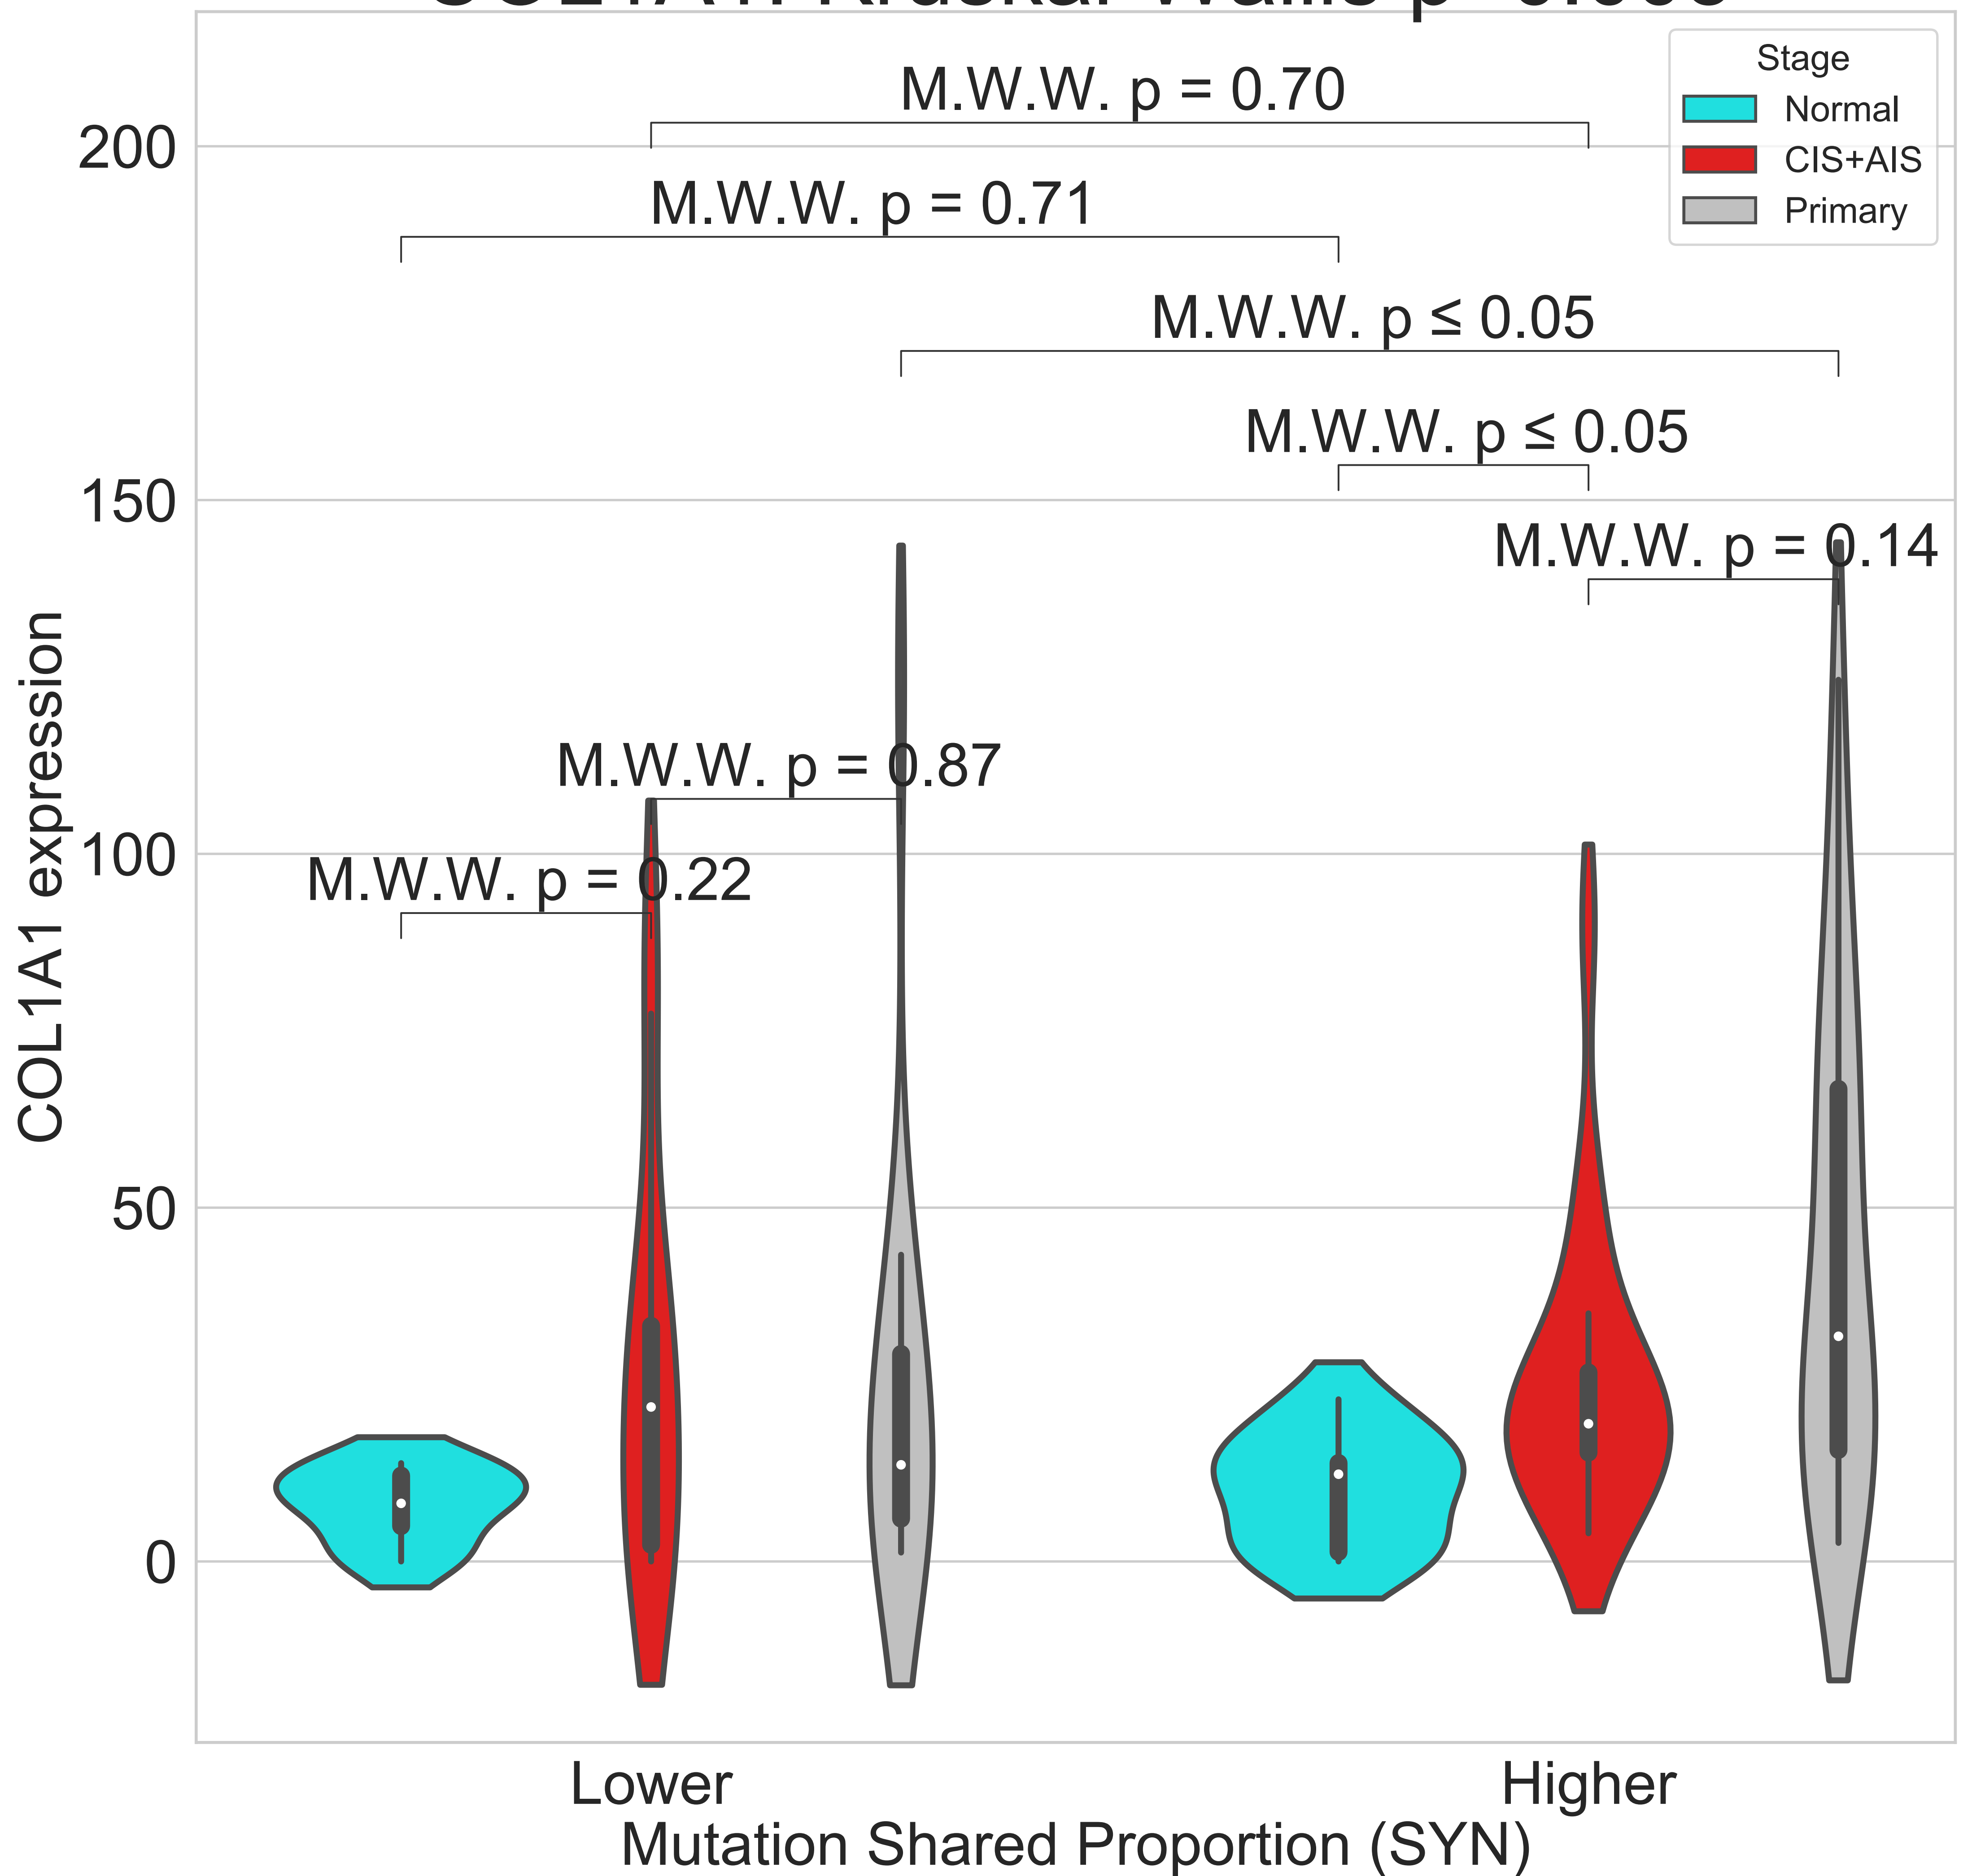 Stage
Normal
CIS+AIS
Primary
M.W.W. p = 0.70
M.W.W. p = 0.71
M.W.W. p ≤ 0.05
M.W.W. p ≤ 0.05
M.W.W. p = 0.14
M.W.W. p = 0.87
M.W.W. p = 0.22
200
150
100
50
0
COL1A1 expression
Lower
Higher
Mutation Shared Proportion (SYN)